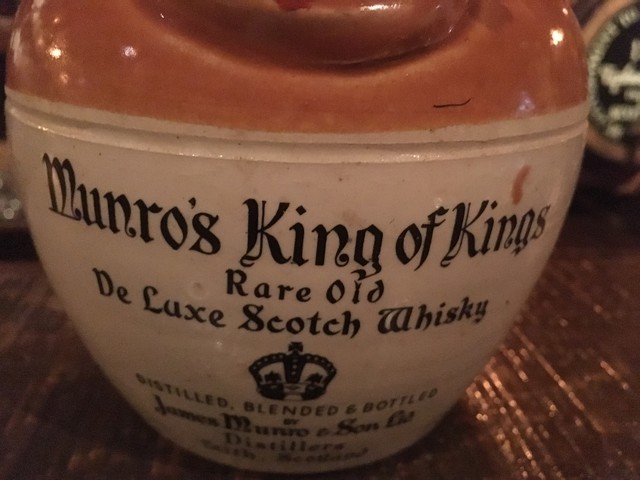 Munro's King of Kings
Rare Old
De Luxe Scotch Whisky
DISTILLED, BLENDED & BOTTLED
BY
James Munro & Son Ltd
Distillers
Leith, Scotland